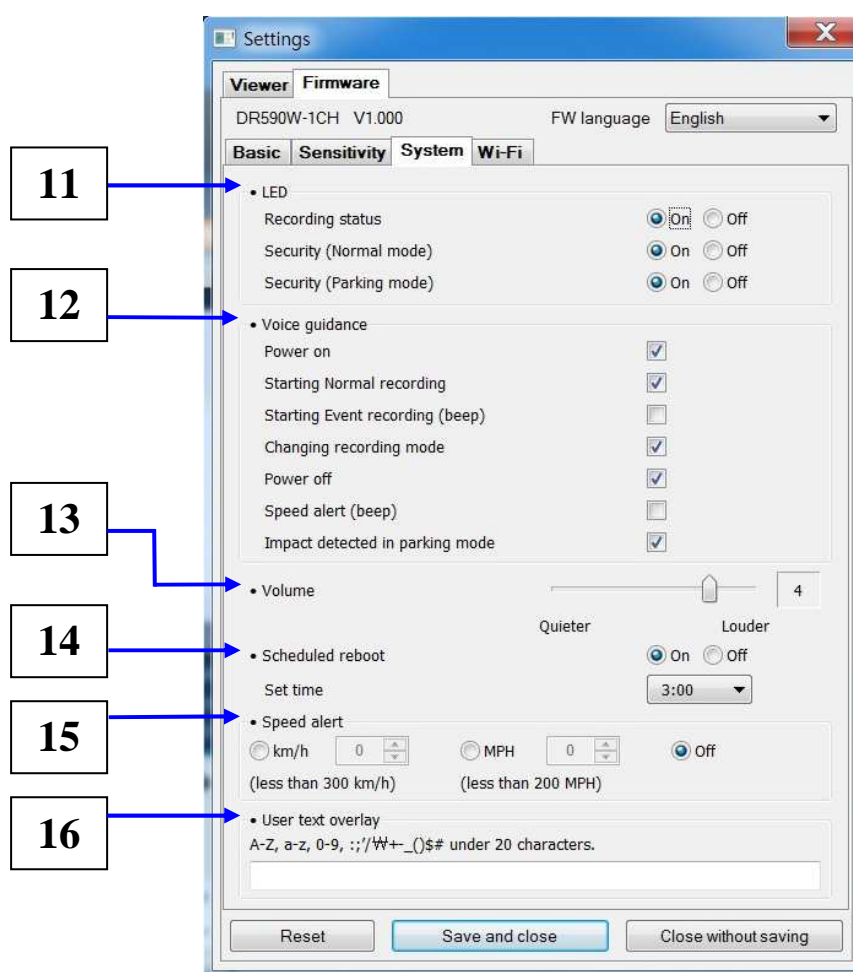 Settings
X
Viewer Firmware
DR590W-1CH V1.000 FW language English
Basic Sensitivity System Wi-Fi
11
• LED
Recording status On Off
Security (Normal mode) On Off
Security (Parking mode) On Off
12
• Voice guidance
Power on
Starting Normal recording
Starting Event recording (beep)
Changing recording mode
Power off
Speed alert (beep)
Impact detected in parking mode
13
• Volume 4
Quieter Louder
14
• Scheduled reboot On Off
Set time 3:00
15
• Speed alert
km/h 0 MPH 0 Off
(less than 300 km/h) (less than 200 MPH)
16
• User text overlay
A-Z, a-z, 0-9, :;'/₩+-_()$# under 20 characters.
Reset Save and close Close without saving